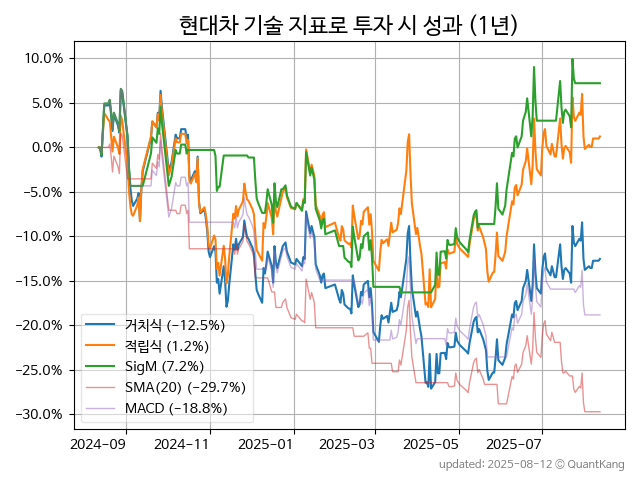 현대차 기술 지표로 투자 시 성과 (1년)
10.0%
5.0%
0.0%
−5.0%
−10.0%
−15.0%
−20.0%
−25.0%
−30.0%
거치식 (−12.5%)
적립식 (1.2%)
SigM (7.2%)
SMA(20) (−29.7%)
MACD (−18.8%)
2024-09 2024-11 2025-01 2025-03 2025-05 2025-07
updated: 2025-08-12 © QuantKang